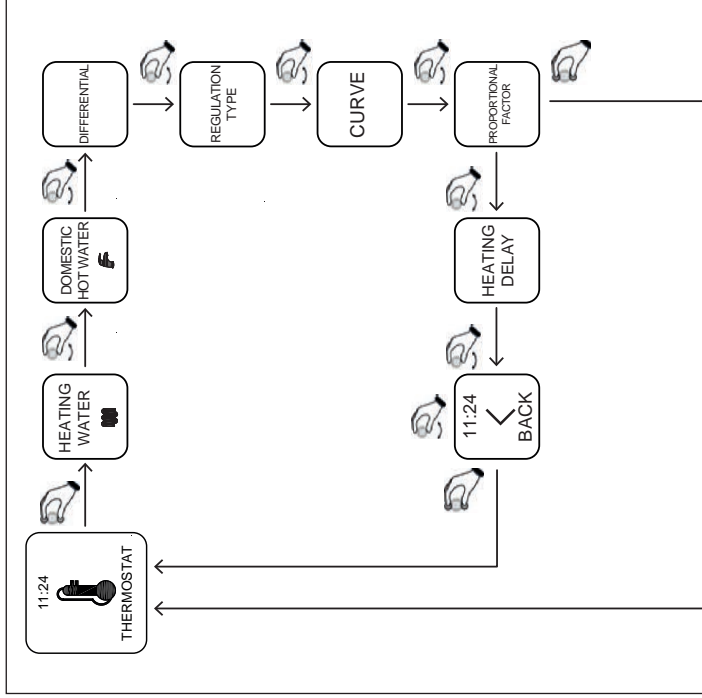 11:24
THERMOSTAT
HEATING
WATER
DOMESTIC
HOT WATER
DIFFERENTIAL
REGULATION
TYPE
CURVE
PROPORTIONAL
FACTOR
HEATING
DELAY
11:24
BACK